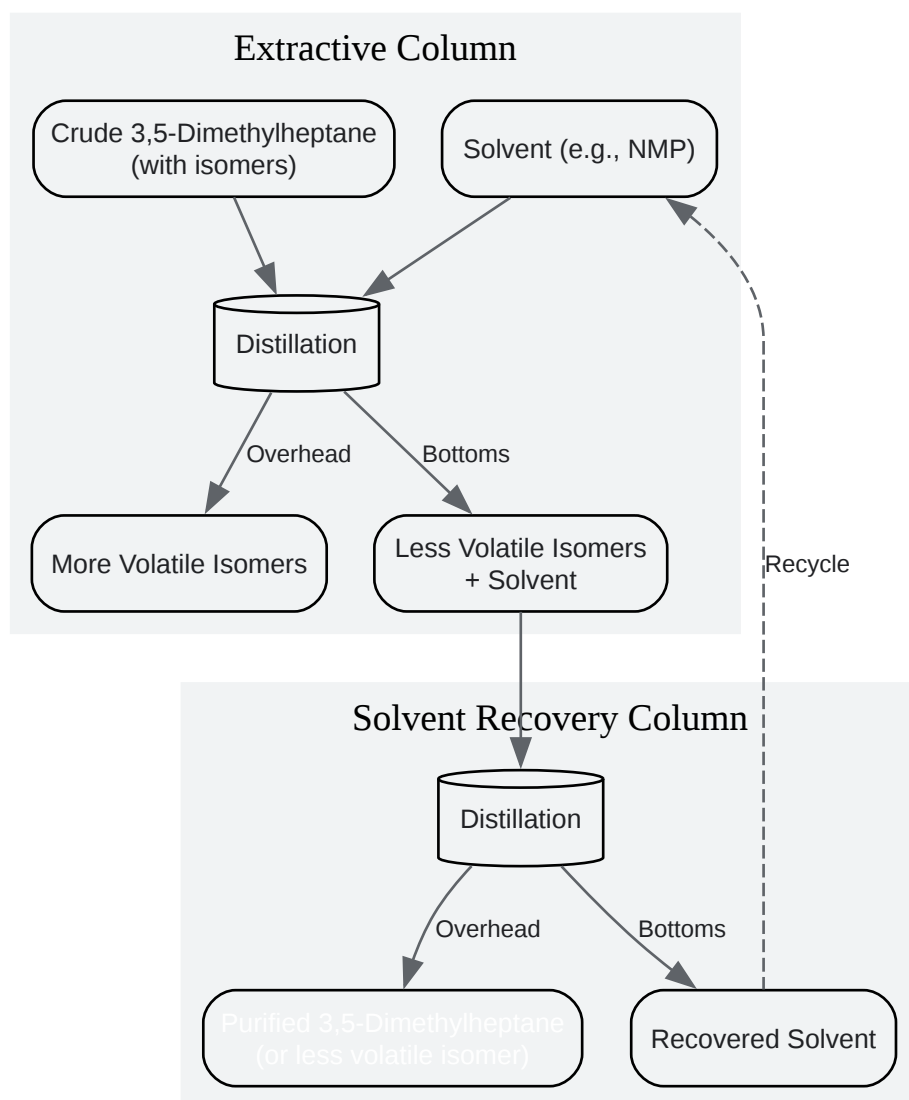 Extractive Column
Crude 3,5-Dimethylheptane
(with isomers)
Solvent (e.g., NMP)
Distillation
Overhead
Bottoms
More Volatile Isomers
Less Volatile Isomers
+ Solvent
Recycle
Solvent Recovery Column
Distillation
Overhead
Bottoms
Purified 3,5-Dimethylheptane
(or less volatile isomer)
Recovered Solvent